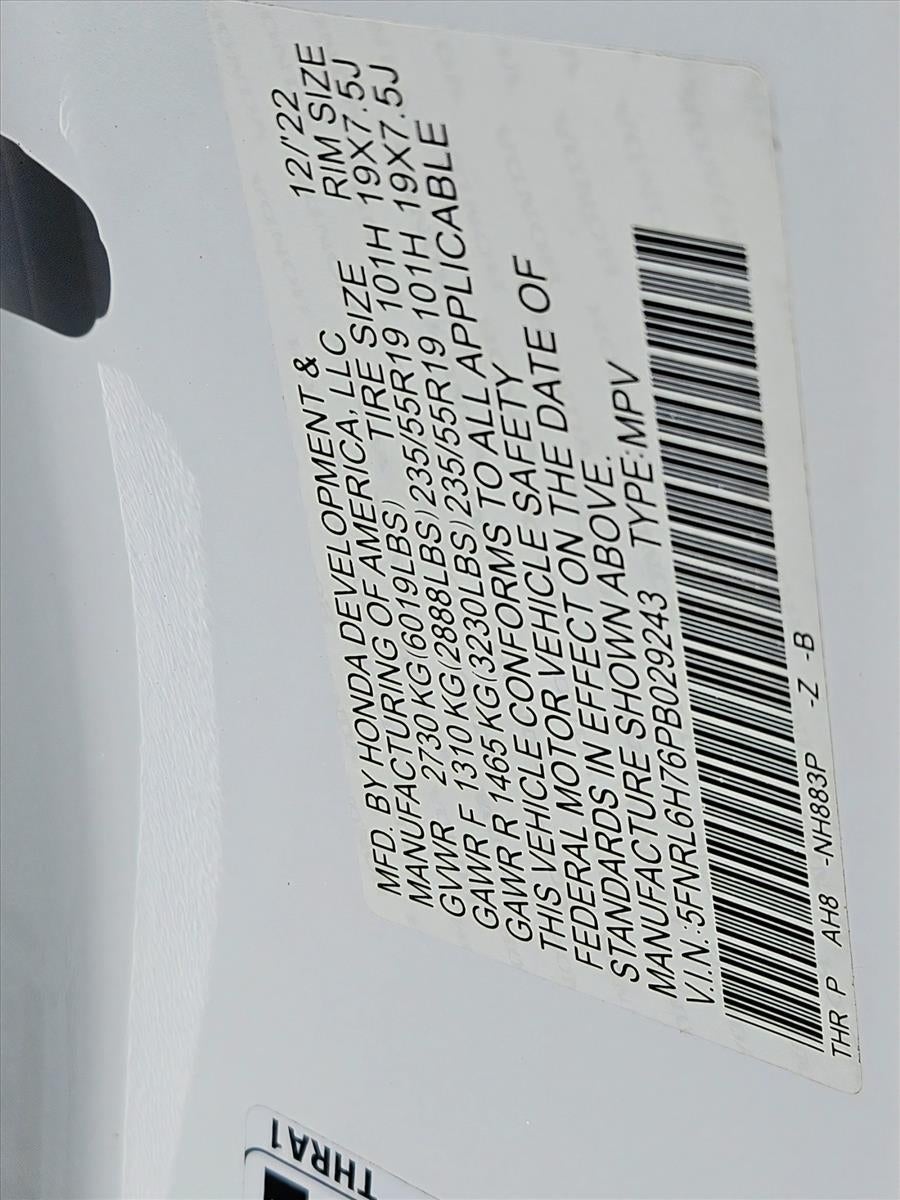 MFD. BY HONDA DEVELOPMENT & 12/'22
MANUFACTURING OF AMERICA, LLC RIM SIZE
GVWR 2730 KG(6019LBS) TIRE SIZE 19X7.5J
GAWR F 1310 KG(2888LBS) 235/55R19 101H 19X7.5J
GAWR R 1465 KG(3230LBS) 235/55R19 101H
THIS VEHICLE CONFORMS TO ALL APPLICABLE
FEDERAL MOTOR VEHICLE SAFETY
STANDARDS IN EFFECT ON THE DATE OF
MANUFACTURE SHOWN ABOVE.
V.I.N.:5FNRL6H76PB029243 TYPE:MPV
THR P AH8 -NH883P -Z -B
THRA1